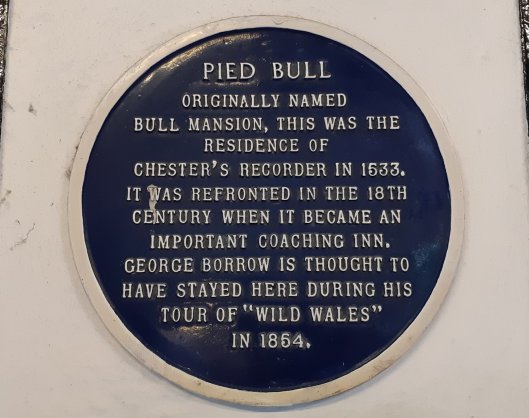 PIED BULL
ORIGINALLY NAMED
BULL MANSION, THIS WAS THE
RESIDENCE OF
CHESTER'S RECORDER IN 1533.
IT WAS REFRONTED IN THE 18TH
CENTURY WHEN IT BECAME AN
IMPORTANT COACHING INN.
GEORGE BORROW IS THOUGHT TO
HAVE STAYED HERE DURING HIS
TOUR OF "WILD WALES"
IN 1854.